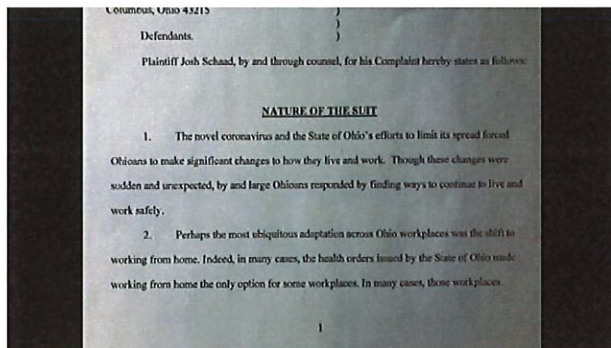 Columbus, Ohio 43215 )
)
Defendants. )
Plaintiff Josh Schaad, by and through counsel, for his Complaint hereby states as follows:
NATURE OF THE SUIT
1. The novel coronavirus and the State of Ohio's efforts to limit its spread forced
Ohioans to make significant changes to how they live and work. Though these changes were
sudden and unexpected, by and large Ohioans responded by finding ways to continue to live and
work safely.
2. Perhaps the most ubiquitous adaptation across Ohio workplaces was the shift to
working from home. Indeed, in many cases, the health orders issued by the State of Ohio made
working from home the only option for some workplaces. In many cases, those workplaces
1